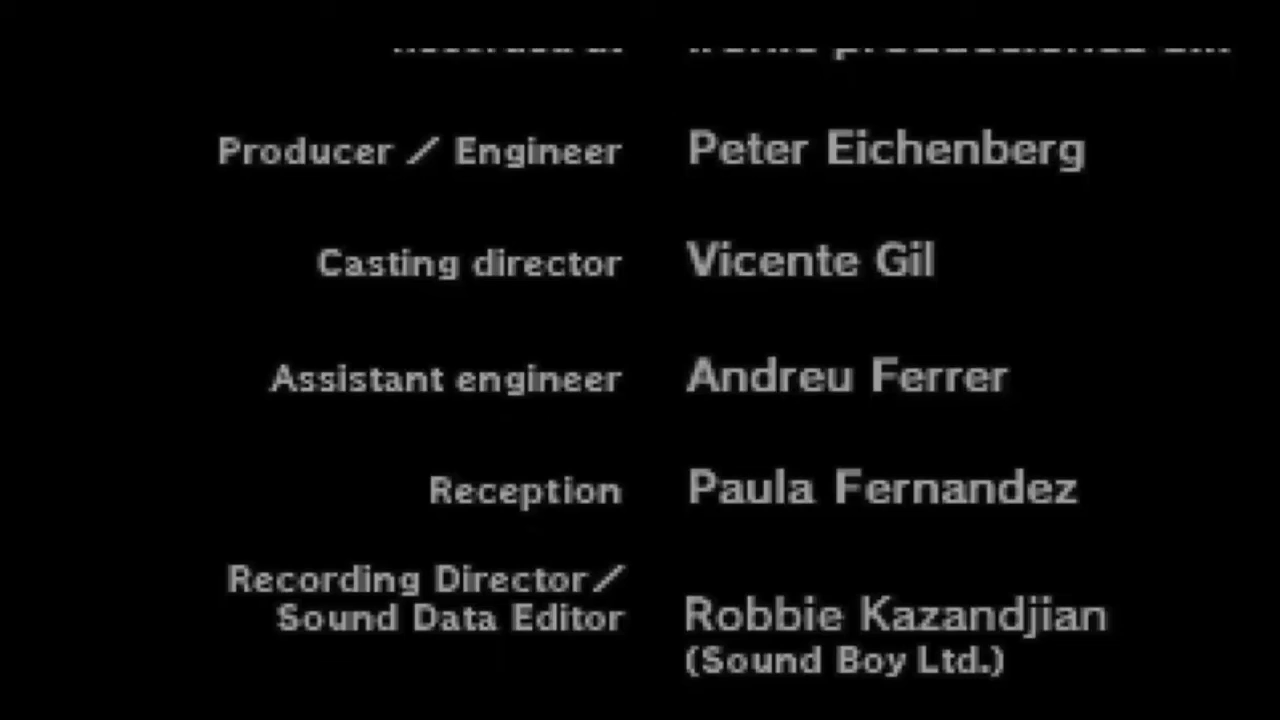 Producer / Engineer Peter Eichenberg
Casting director Vicente Gil
Assistant engineer Andreu Ferrer
Reception Paula Fernandez
Recording Director/
Sound Data Editor Robbie Kazandjian
(Sound Boy Ltd.)